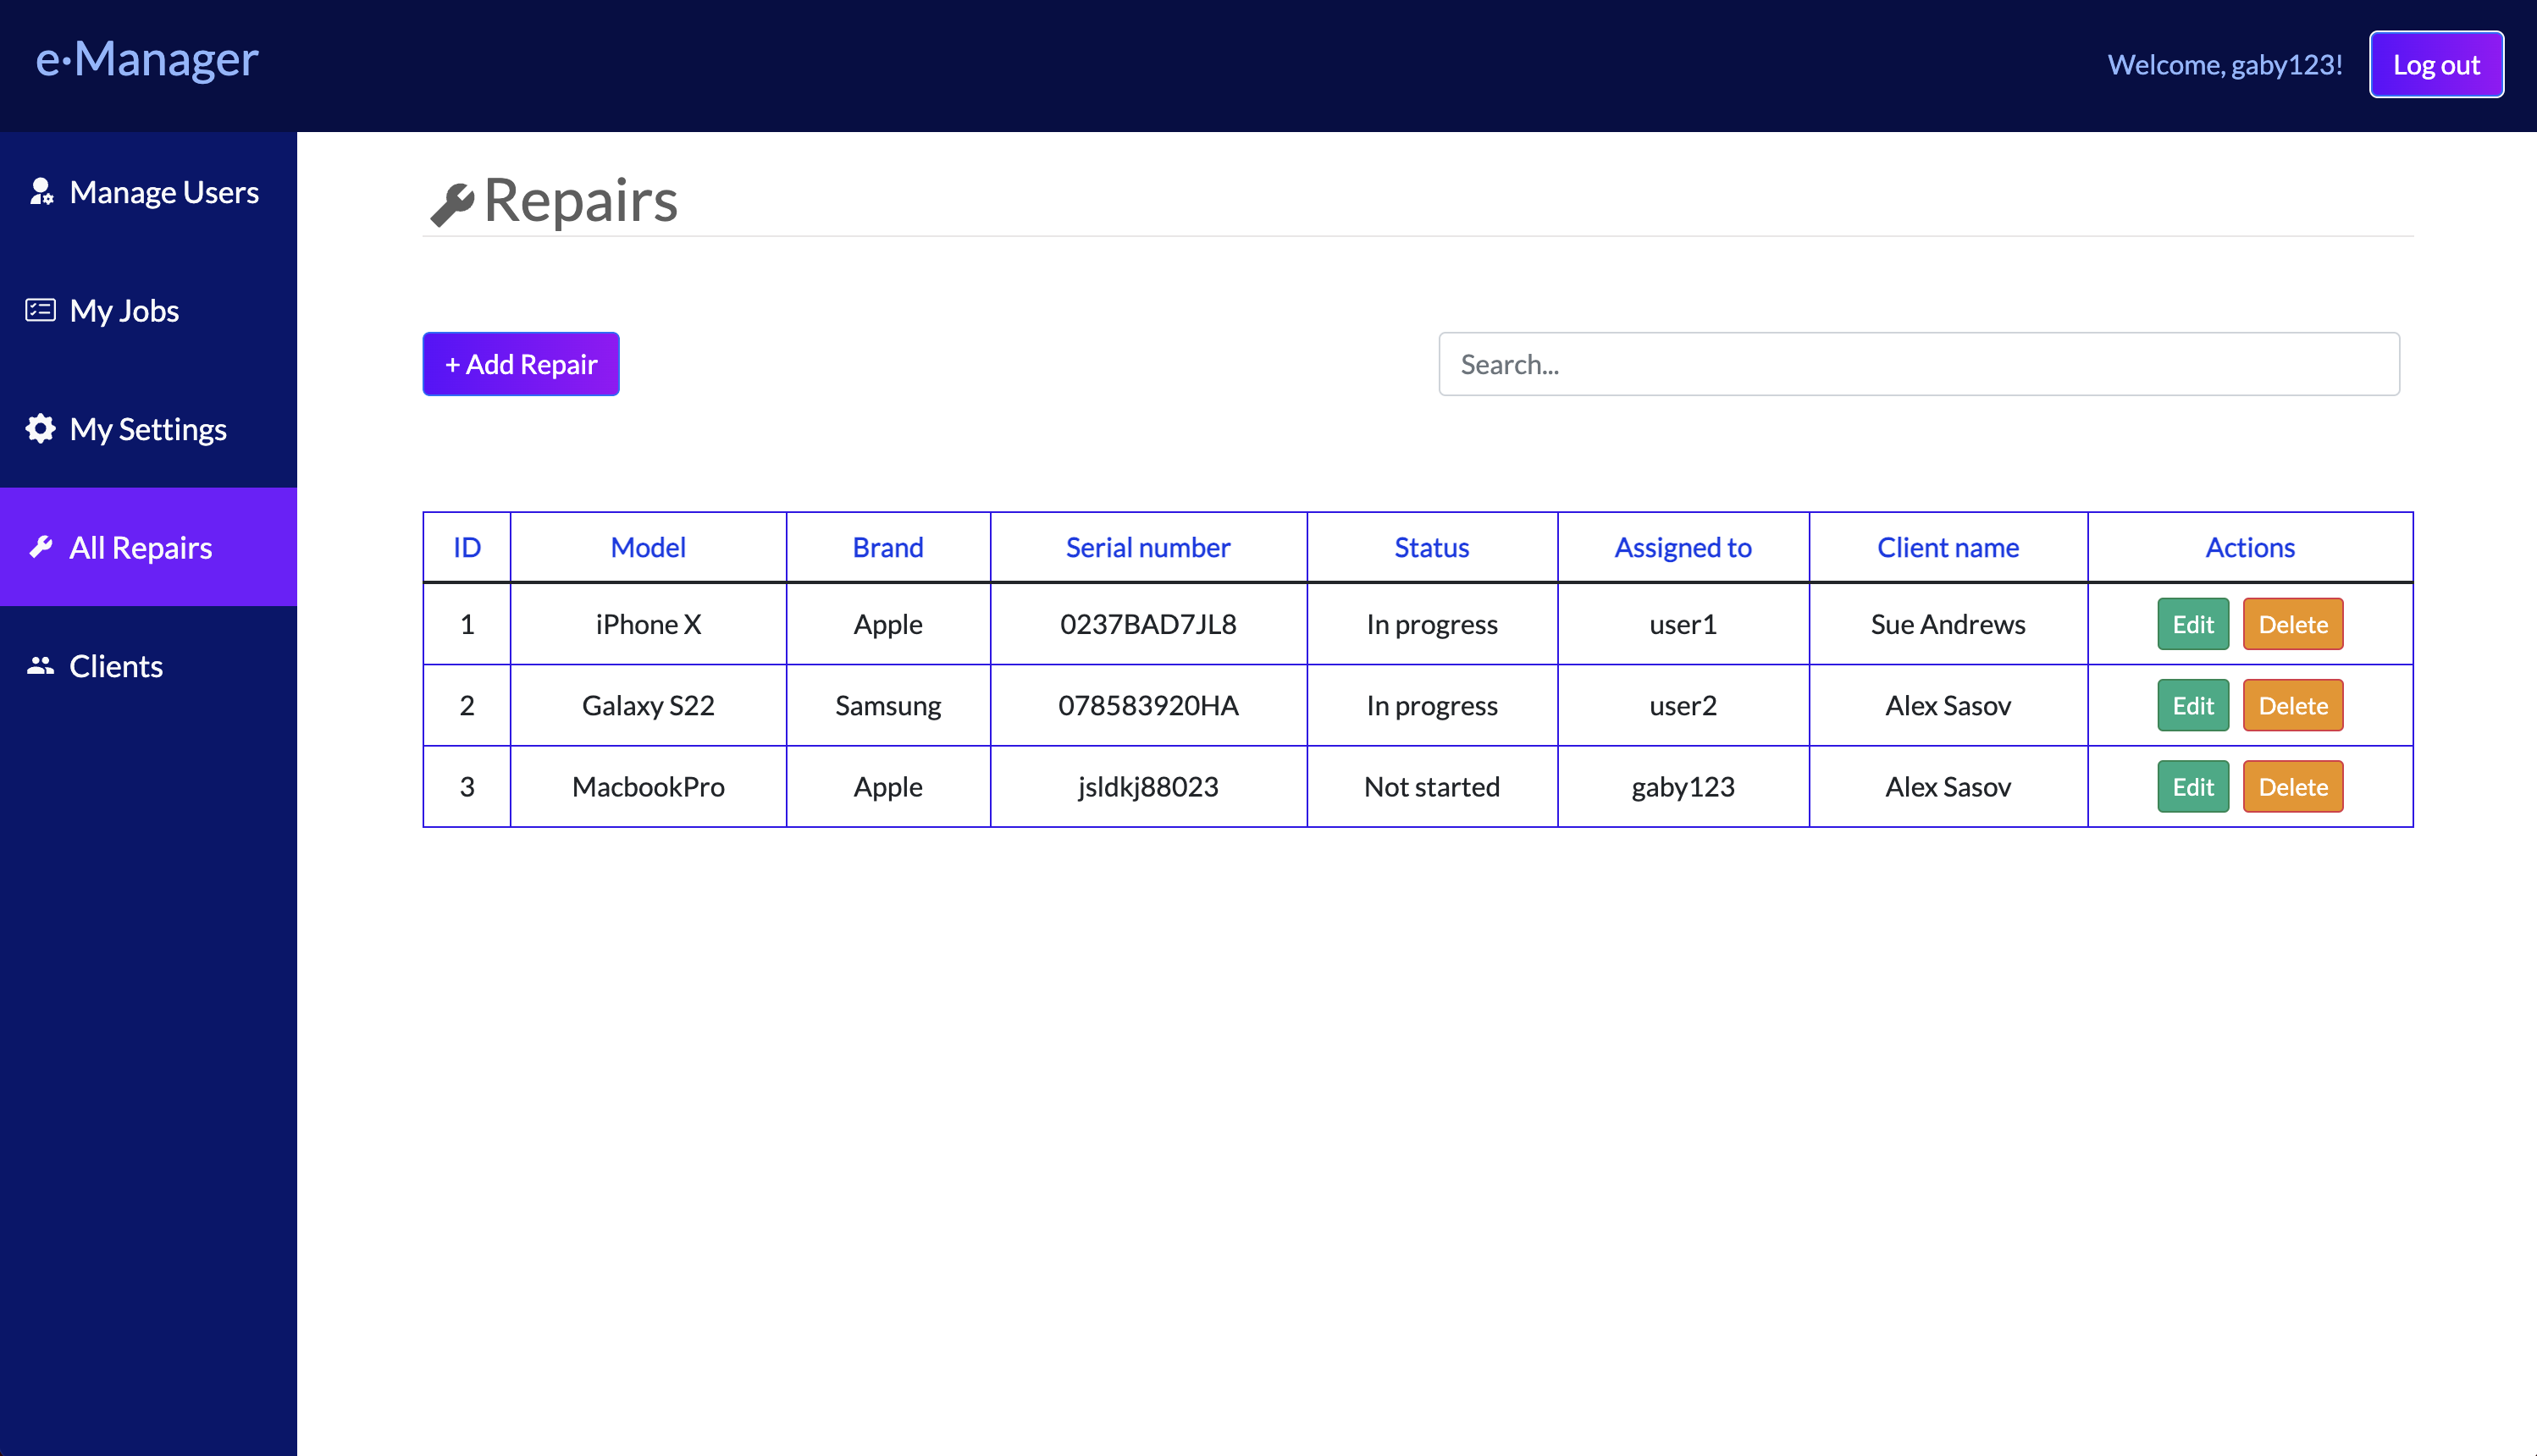 e·Manager
Welcome, gaby123!
Log out
Manage Users
My Jobs
My Settings
All Repairs
Clients
Repairs
+ Add Repair
Search...
ID Model Brand Serial number Status Assigned to Client name Actions
1 iPhone X Apple 0237BAD7JL8 In progress user1 Sue Andrews Edit Delete
2 Galaxy S22 Samsung 078583920HA In progress user2 Alex Sasov Edit Delete
3 MacbookPro Apple jsldkj88023 Not started gaby123 Alex Sasov Edit Delete